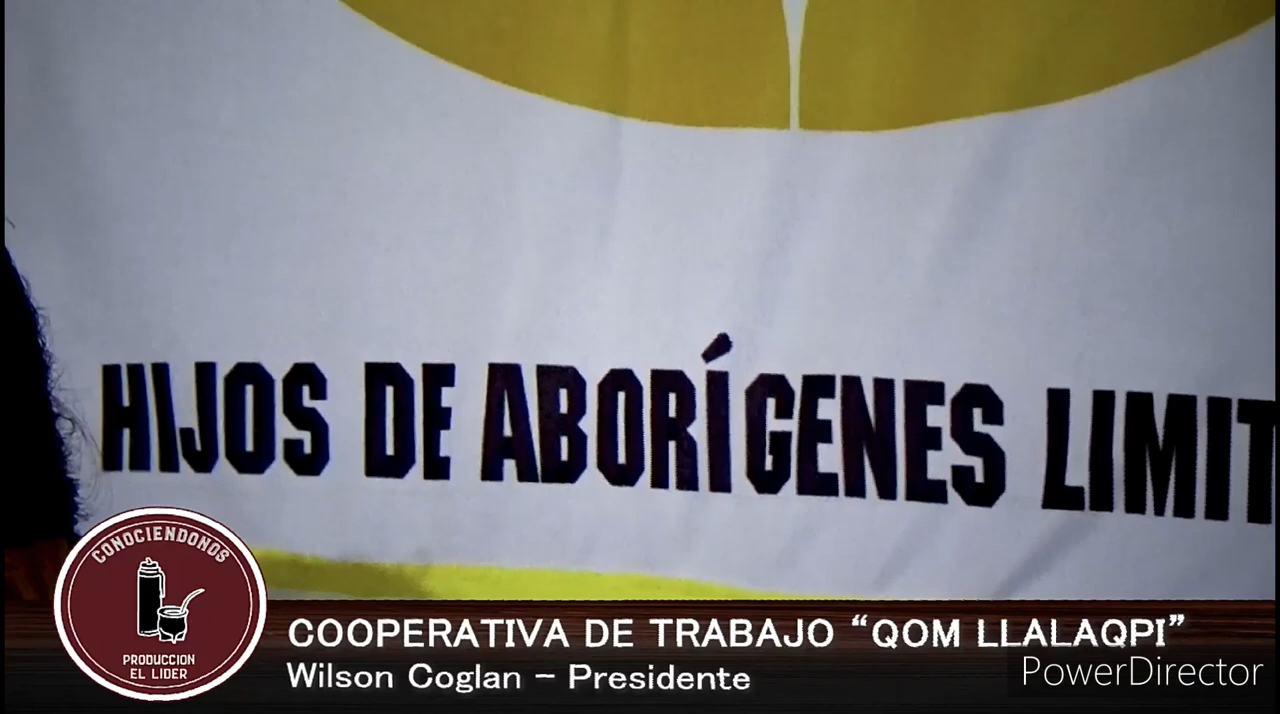 HIJOS DE ABORÍGENES LIMIT
CONOCIENDONOS
PRODUCCION
EL LIDER
COOPERATIVA DE TRABAJO “QOM LLALAQPI”
Wilson Coglan – Presidente
PowerDirector